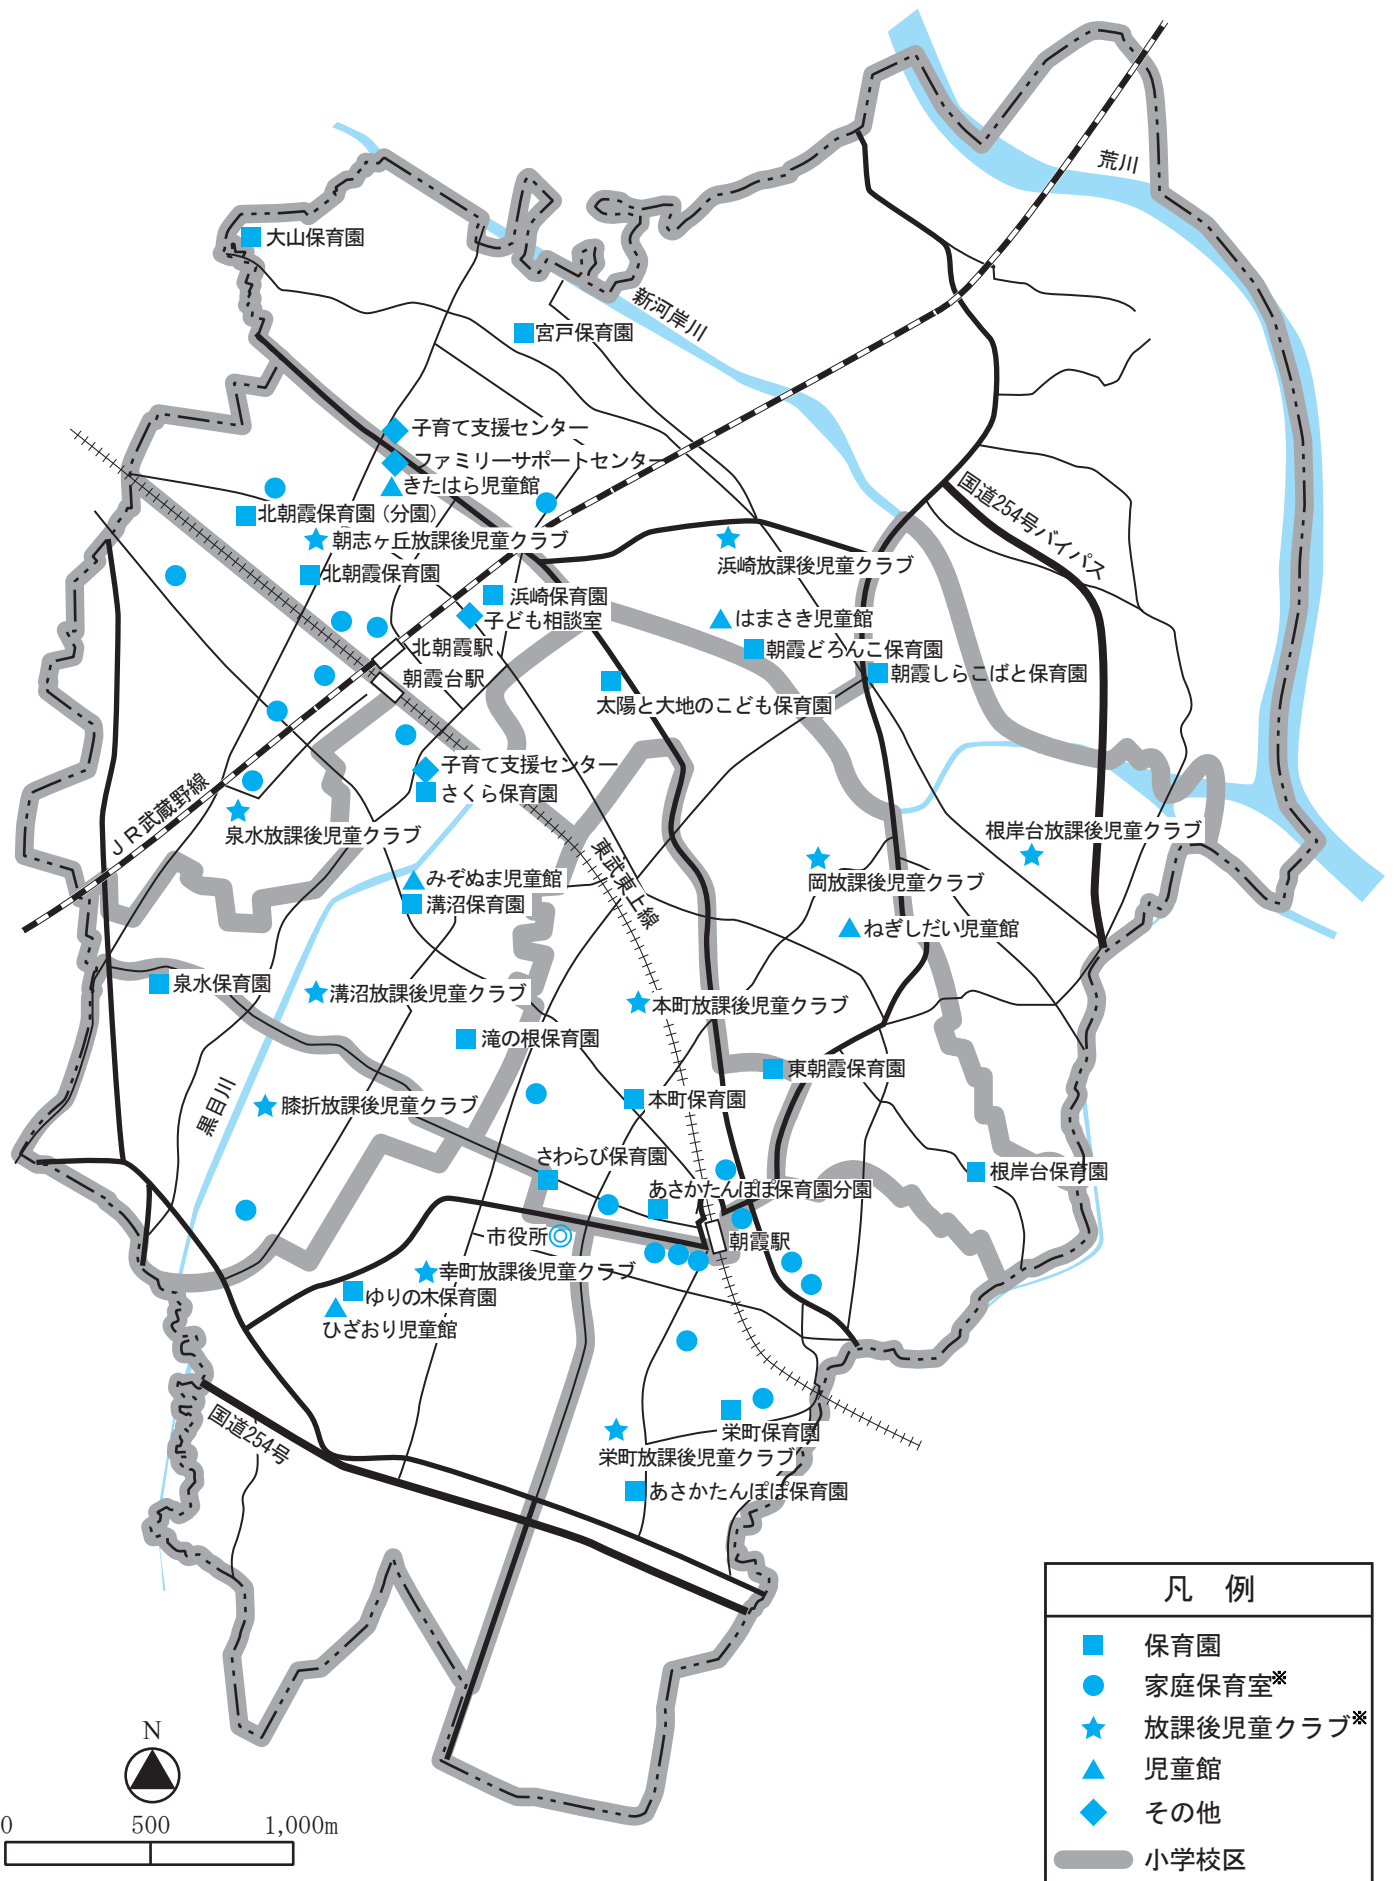 荒川
大山保育園
新河岸川
宮戸保育園
子育て支援センター
ファミリーサポートセンター
きたはら児童館
国道254号バイパス
北朝霞保育園（分園）
朝志ヶ丘放課後児童クラブ
浜崎放課後児童クラブ
北朝霞保育園
浜崎保育園
子ども相談室
はまさき児童館
北朝霞駅
朝霞どろんこ保育園
朝霞台駅
朝霞しらこばと保育園
太陽と大地のこども保育園
子育て支援センター
さくら保育園
ＪＲ武蔵野線
泉水放課後児童クラブ
東武東上線
根岸台放課後児童クラブ
みぞぬま児童館
岡放課後児童クラブ
溝沼保育園
ねぎしだい児童館
泉水保育園
溝沼放課後児童クラブ
本町放課後児童クラブ
滝の根保育園
東朝霞保育園
黒目川
膝折放課後児童クラブ
本町保育園
さわらび保育園
根岸台保育園
あさかたんぽぽ保育園分園
市役所
朝霞駅
幸町放課後児童クラブ
ゆりの木保育園
ひざおり児童館
国道254号
栄町保育園
栄町放課後児童クラブ
あさかたんぽぽ保育園
凡　例
保育園
家庭保育室※
放課後児童クラブ※
児童館
その他
小学校区
N
0 500 1,000m